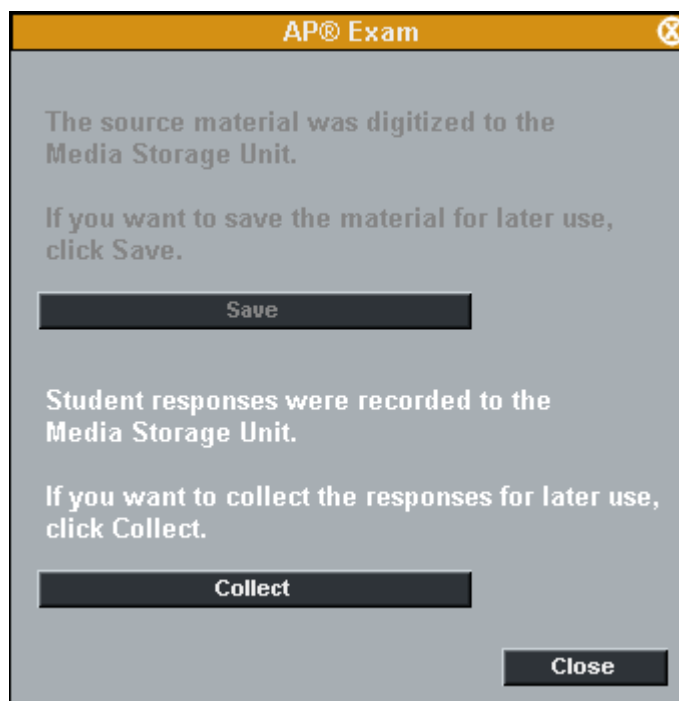 AP® Exam
The source material was digitized to the
Media Storage Unit.
If you want to save the material for later use,
click Save.
Save
Student responses were recorded to the
Media Storage Unit.
If you want to collect the responses for later use,
click Collect.
Collect
Close